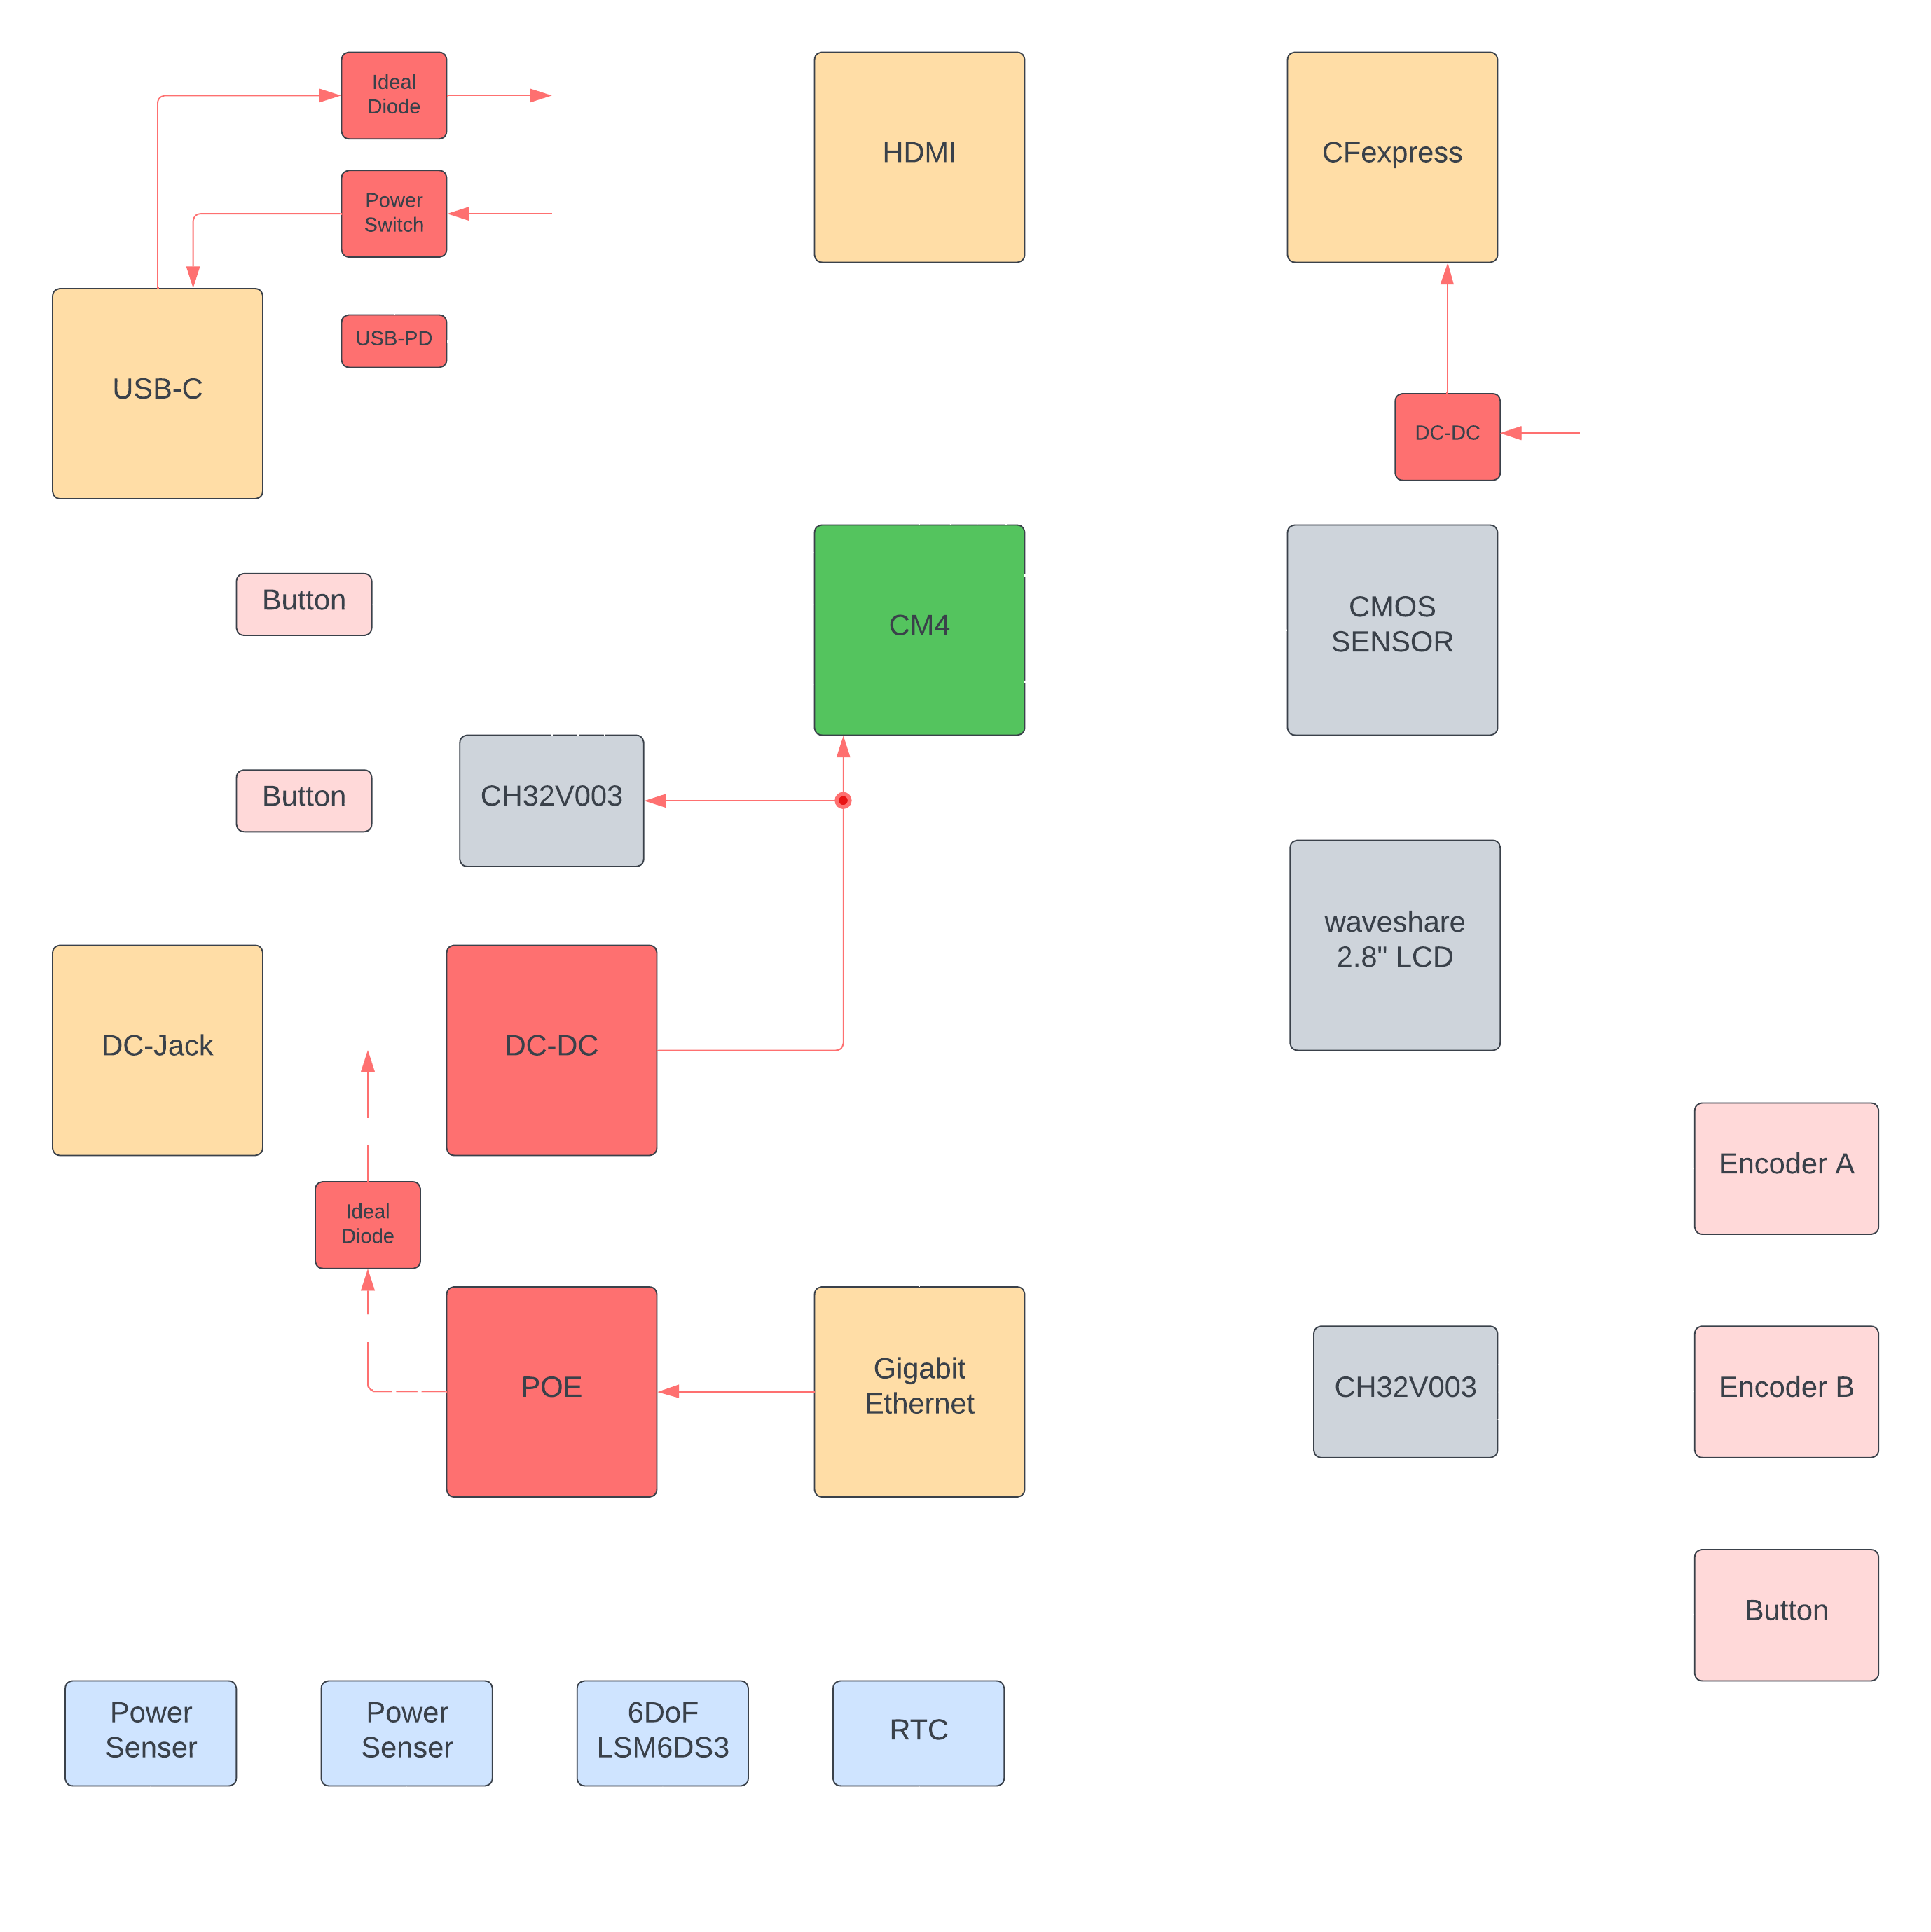 Ideal
Diode
HDMI
CFexpress
Power
Switch
USB-PD
USB-C
DC-DC
Button
CM4
CMOS
SENSOR
Button
CH32V003
waveshare
2.8" LCD
DC-Jack
DC-DC
Encoder A
Ideal
Diode
POE
Gigabit
Ethernet
CH32V003
Encoder B
Button
Power
Senser
Power
Senser
6DoF
LSM6DS3
RTC